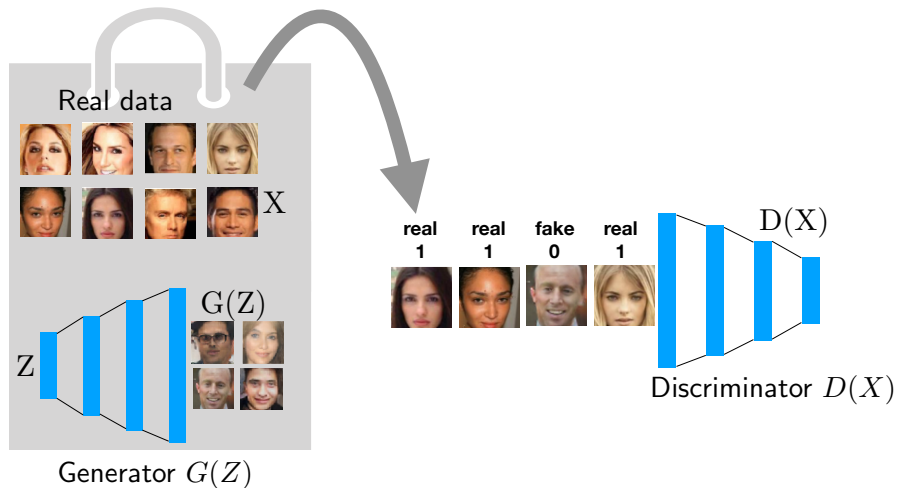 Real data
X
G(Z)
Z
Generator G(Z)
real real fake real
1 1 0 1
D(X)
Discriminator D(X)